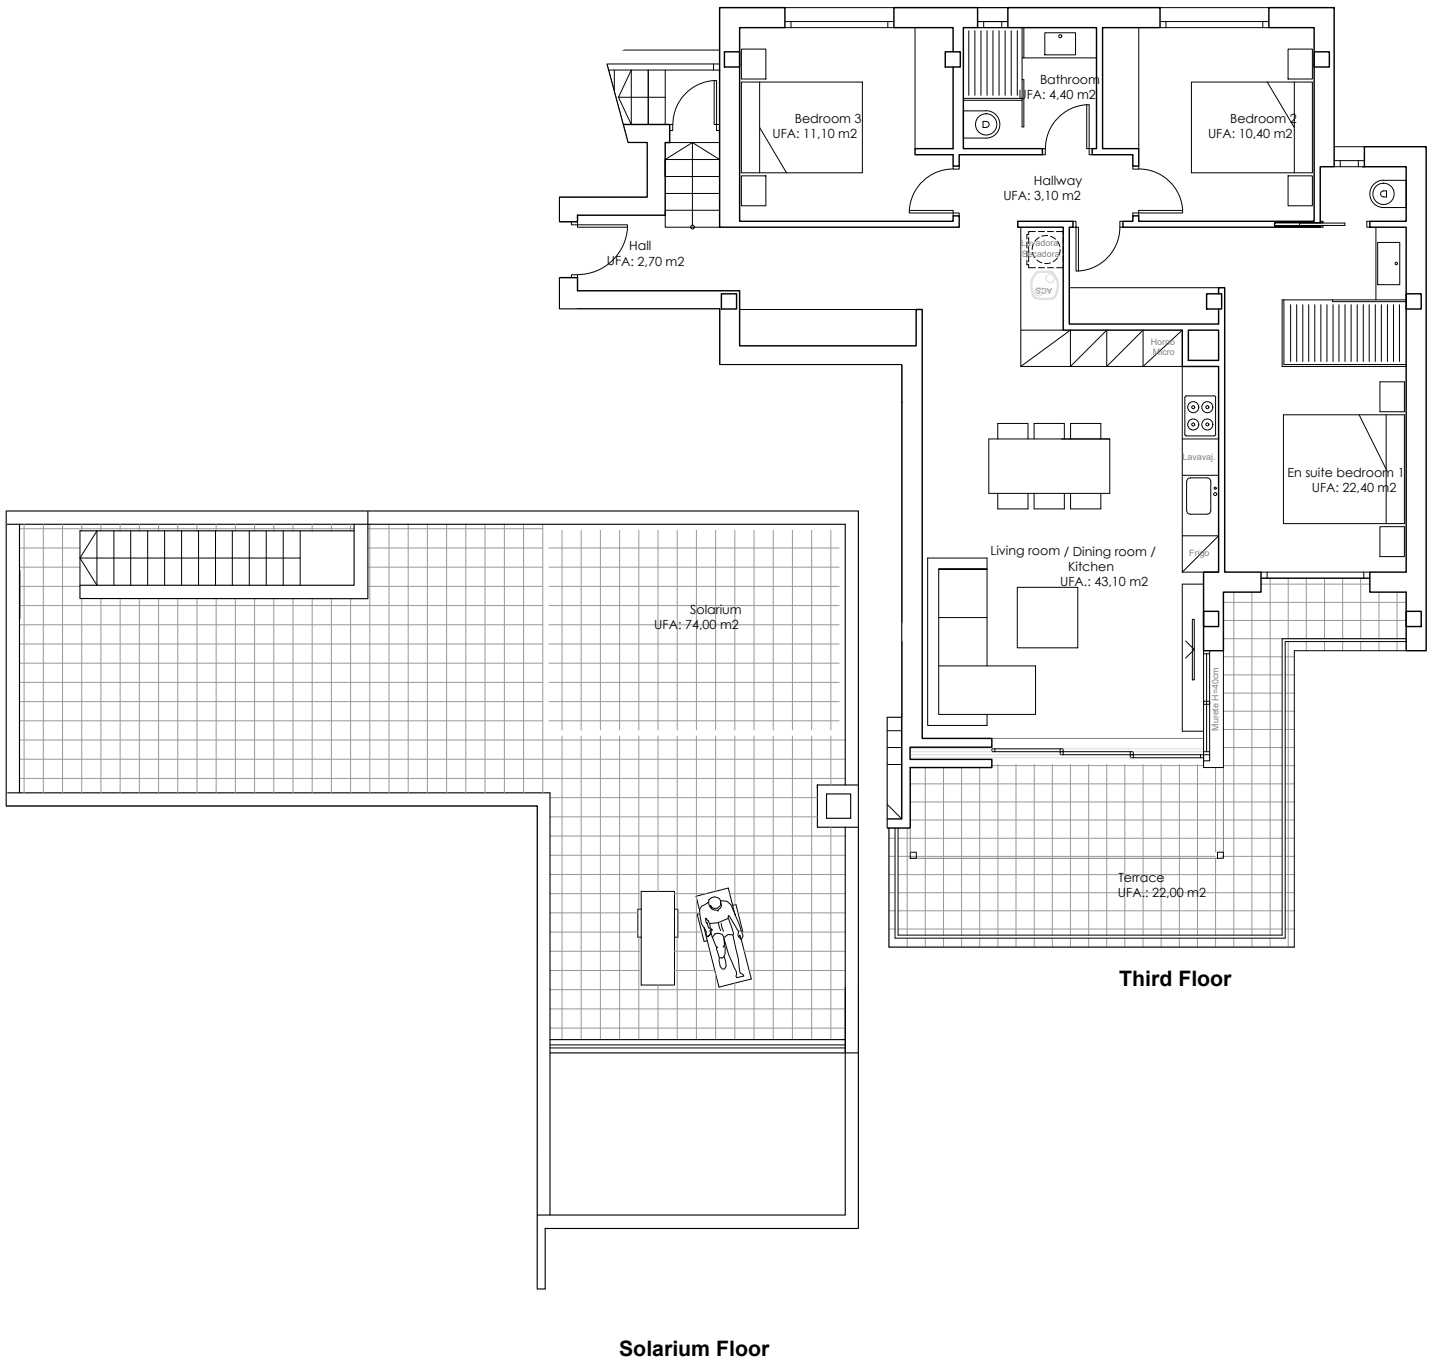 Bathroom
UFA: 4,40 m2
Bedroom 3
UFA: 11,10 m2
Bedroom 2
UFA: 10,40 m2
Hallway
UFA: 3,10 m2
Hall
UFA: 2,70 m2
Lavadora
Secadora
ACS
Horno
Micro
Lavavaj.
En suite bedroom 1
UFA: 22,40 m2
Frigo
Living room / Dining room /
Kitchen
UFA.: 43,10 m2
Solarium
UFA: 74,00 m2
Murete H=40cm
Terrace
UFA.: 22,00 m2
Third Floor
Solarium Floor